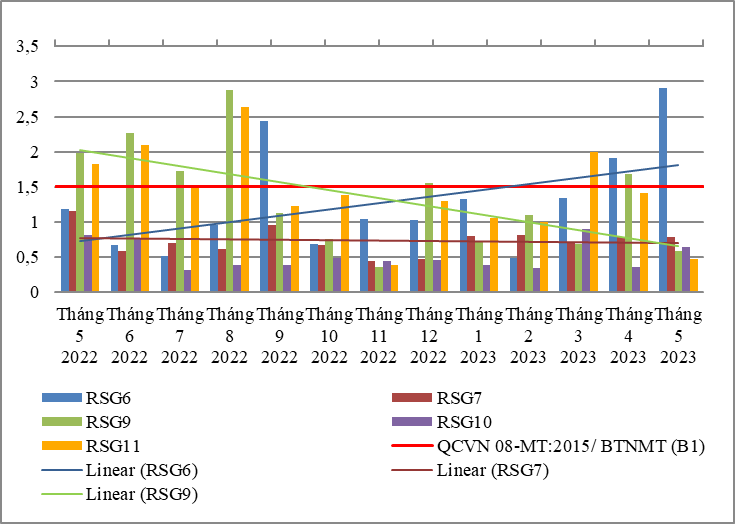 3,5
3
2,5
2
1,5
1
0,5
0
Tháng Tháng Tháng Tháng Tháng Tháng Tháng Tháng Tháng Tháng Tháng Tháng Tháng
5 6 7 8 9 10 11 12 1 2 3 4 5
2022 2022 2022 2022 2022 2022 2022 2022 2023 2023 2023 2023 2023
RSG6 RSG7
RSG9 RSG10
RSG11 QCVN 08-MT:2015/ BTNMT (B1)
Linear (RSG6) Linear (RSG7)
Linear (RSG9)